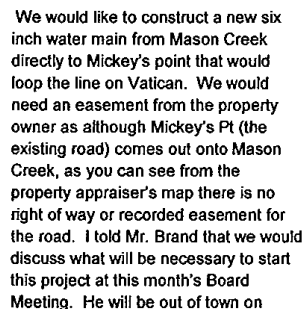 We would like to construct a new six
inch water main from Mason Creek
directly to Mickey's point that would
loop the line on Vatican.  We would
need an easement from the property
owner as although Mickey's Pt (the
existing road) comes out onto Mason
Creek, as you can see from the
property appraiser's map there is no
right of way or recorded easement for
the road.  I told Mr. Brand that we would
discuss what will be necessary to start
this project at this month's Board
Meeting.  He will be out of town on